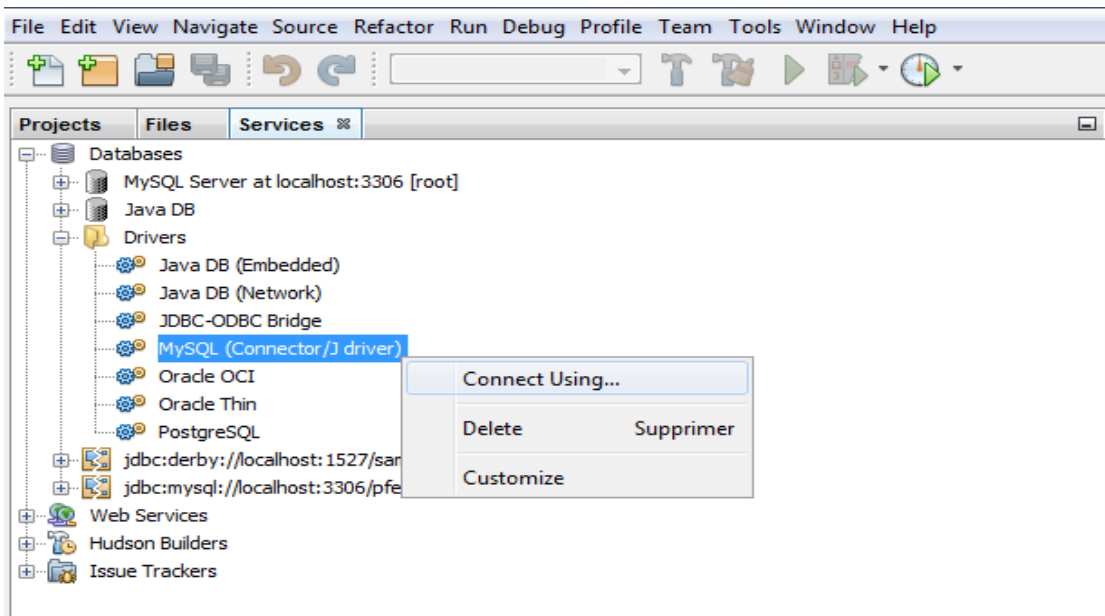 File Edit View Navigate Source Refactor Run Debug Profile Team Tools Window Help
Projects Files Services
Databases
MySQL Server at localhost:3306 [root]
Java DB
Drivers
Java DB (Embedded)
Java DB (Network)
JDBC-ODBC Bridge
MySQL (Connector/J driver)
Connect Using...
Oracle OCI
Oracle Thin
PostgreSQL
Delete Supprimer
jdbc:derby://localhost:1527/sar
jdbc:mysql://localhost:3306/pfe
Customize
Web Services
Hudson Builders
Issue Trackers